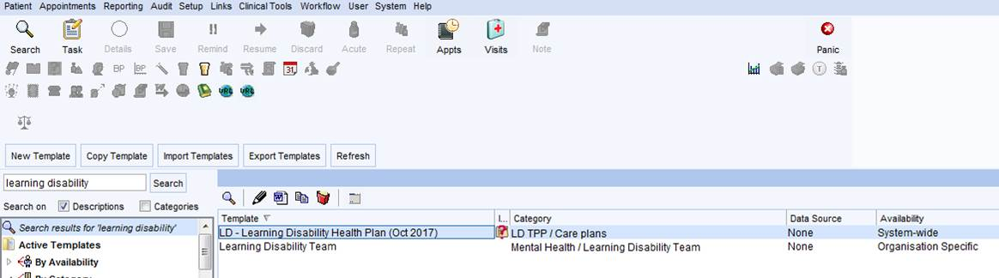 Patient Appointments Reporting Audit Setup Links Clinical Tools Workflow User System Help
Search Task Details Save Remind Resume Discard Acute Repeat Appts Visits Note Panic
BP BP 31 T
URL URL
New Template Copy Template Import Templates Export Templates Refresh
learning disability Search
Search on Descriptions Categories
Search results for 'learning disability'
Active Templates
By Availability
By Category
Template I... Category Data Source Availability
LD - Learning Disability Health Plan (Oct 2017) LD TPP / Care plans None System-wide
Learning Disability Team Mental Health / Learning Disability Team None Organisation Specific